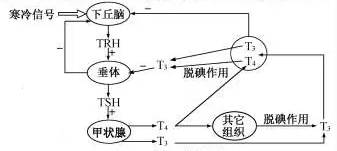 寒冷信号
下丘脑
−
TRH
+
−
垂体
−
T₃
脱碘作用
T₃
T₄
TSH
+
甲状腺
T₄
T₃
其它
组织
脱碘作用
T₃